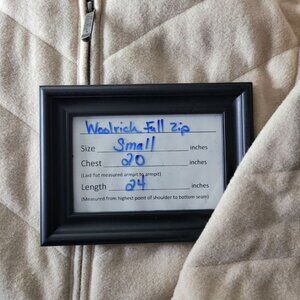 Woolrich Full Zip
Size Small inches
Chest 20 inches
(Laid flat measured armpit to armpit)
Length 24 inches
(Measured from highest point of shoulder to bottom seam)